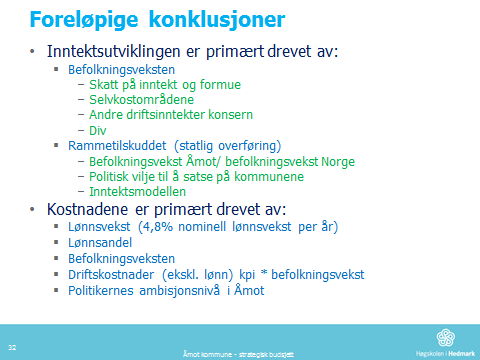 Foreløpige konklusjoner
• Inntektsutviklingen er primært drevet av:
▪ Befolkningsveksten
– Skatt på inntekt og formue
– Selvkostområdene
– Andre driftsinntekter konsern
– Div
▪ Rammetilskuddet (statlig overføring)
– Befolkningsvekst Åmot/ befolkningsvekst Norge
– Politisk vilje til å satse på kommunene
– Inntektsmodellen
• Kostnadene er primært drevet av:
▪ Lønnsvekst (4,8% nominell lønnsvekst per år)
▪ Lønnsandel
▪ Befolkningsveksten
▪ Driftskostnader (ekskl. lønn) kpi * befolkningsvekst
▪ Politikernes ambisjonsnivå i Åmot
32
Åmot kommune - strategisk budsjett
Høgskolen i Hedmark